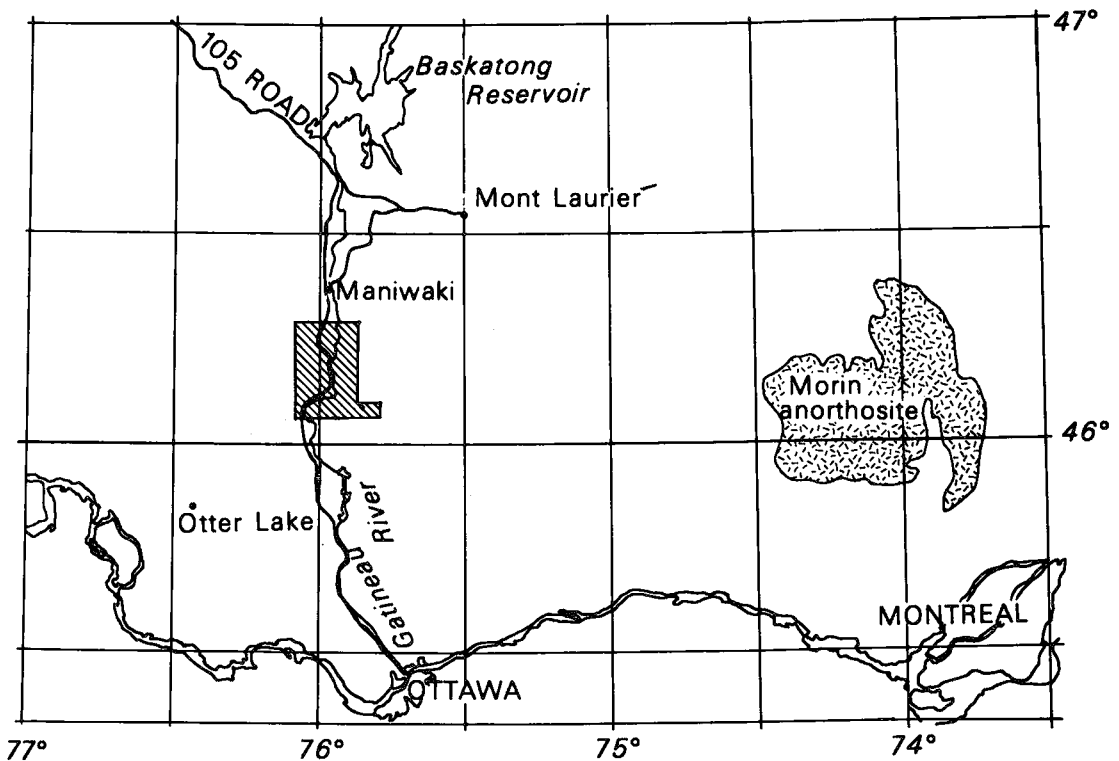 47°
105 ROAD
Baskatong
Reservoir
Mont Laurier
Maniwaki
Morin
anorthosite
46°
Otter Lake
Gatineau River
MONTREAL
OTTAWA
77°
76°
75°
74°